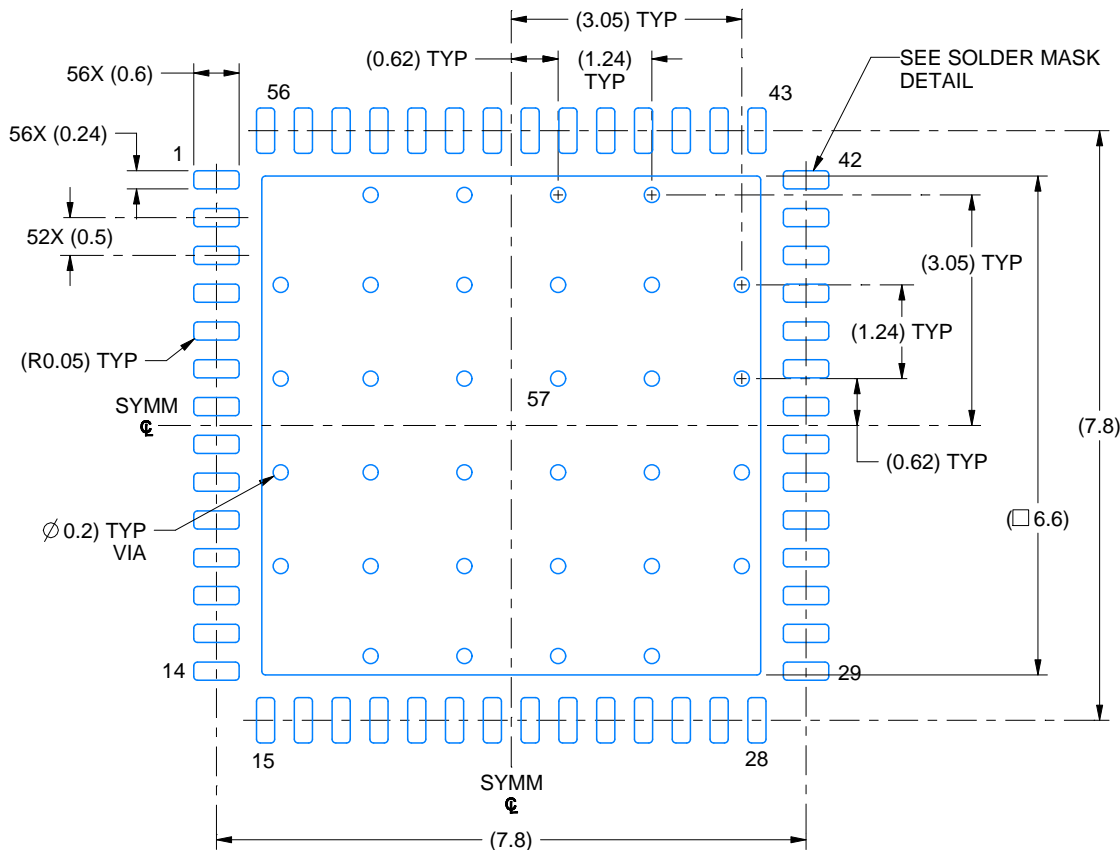 (3.05) TYP
(0.62) TYP
(1.24)
TYP
SEE SOLDER MASK
DETAIL
56X (0.6)
56
43
56X (0.24)
1
42
52X (0.5)
(3.05) TYP
(1.24) TYP
(R0.05) TYP
57
SYMM
℄
(7.8)
(0.62) TYP
(□ 6.6)
∅ 0.2) TYP
VIA
14
29
15
28
SYMM
℄
(7.8)